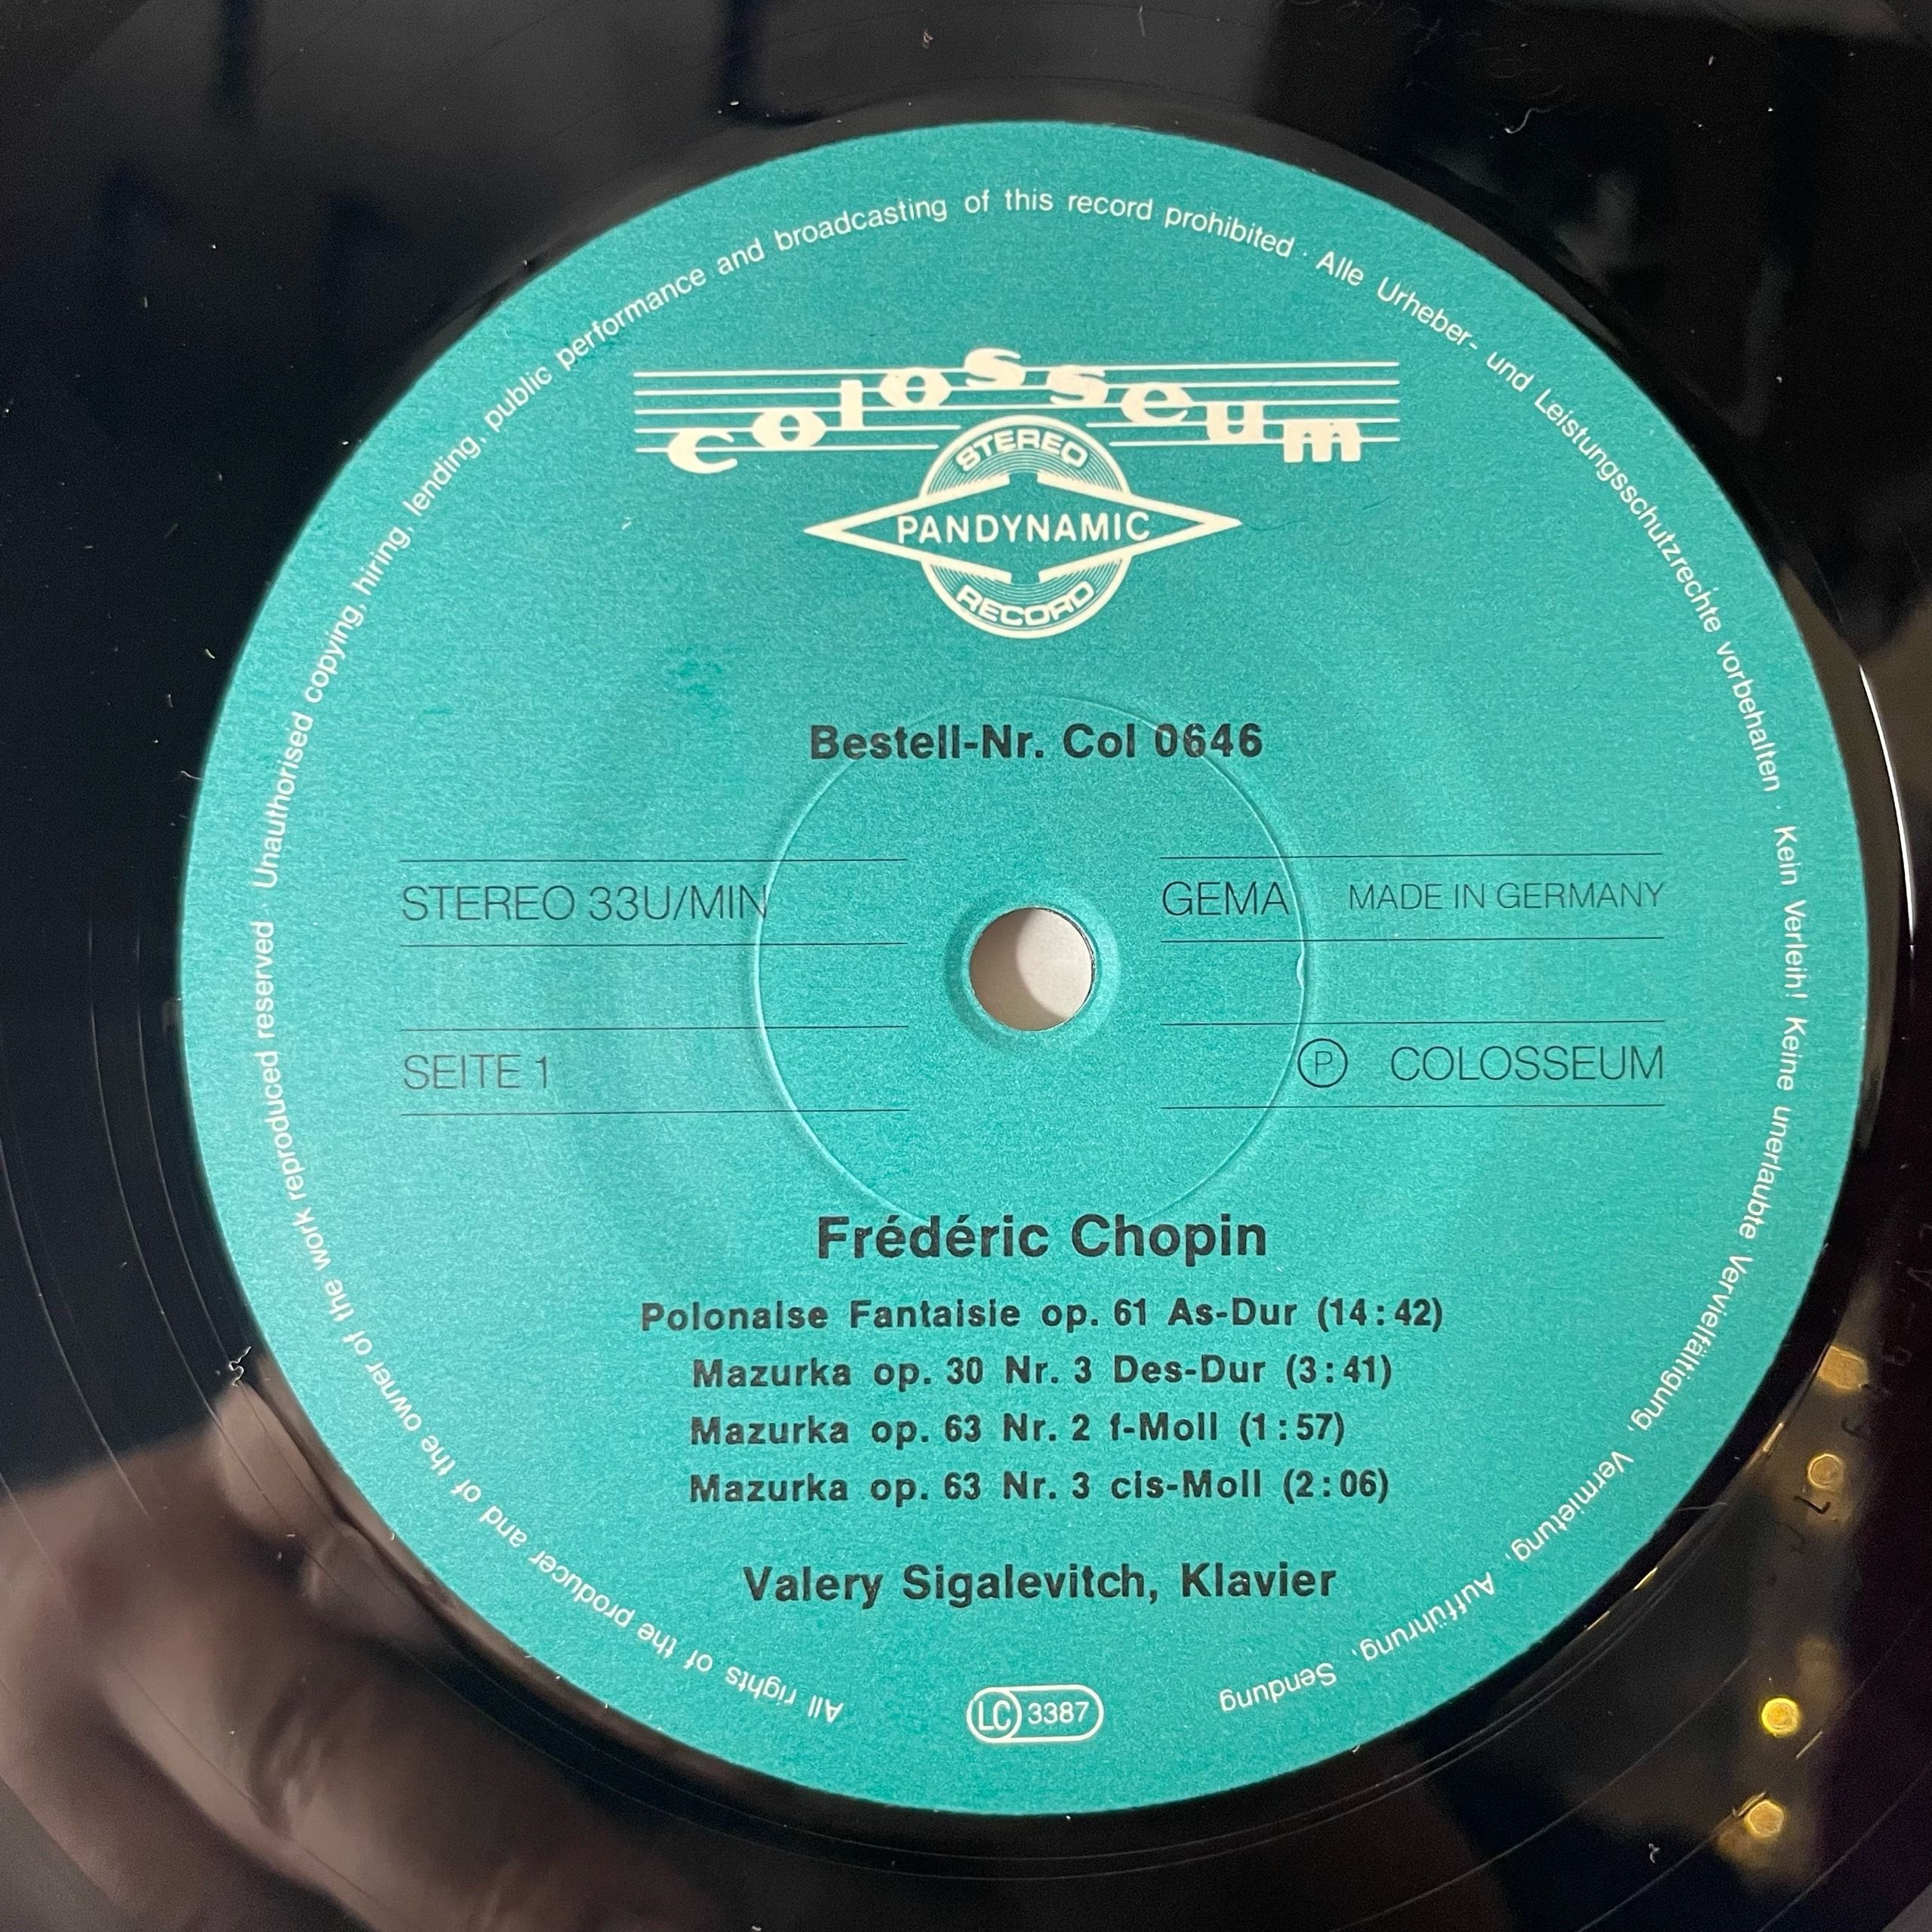 colosseum
STEREO
PANDYNAMIC
RECORD
Bestell-Nr. Col 0646
STEREO 33U/MIN
GEMA MADE IN GERMANY
SEITE 1
Ⓟ COLOSSEUM
Frédéric Chopin
Polonaise Fantaisie op. 61 As-Dur (14:42)
Mazurka op. 30 Nr. 3 Des-Dur (3:41)
Mazurka op. 63 Nr. 2 f-Moll (1:57)
Mazurka op. 63 Nr. 3 cis-Moll (2:06)
Valery Sigalevitch, Klavier
LC 3387
All rights of the producer and of the owner of the work reproduced reserved · Unauthorised copying, hiring, lending, public performance and broadcasting of this record prohibited · Alle Urheber- und Leistungsschutzrechte vorbehalten · Kein Verleih! Keine unerlaubte Vervielfältigung, Vermietung, Aufführung, Sendung